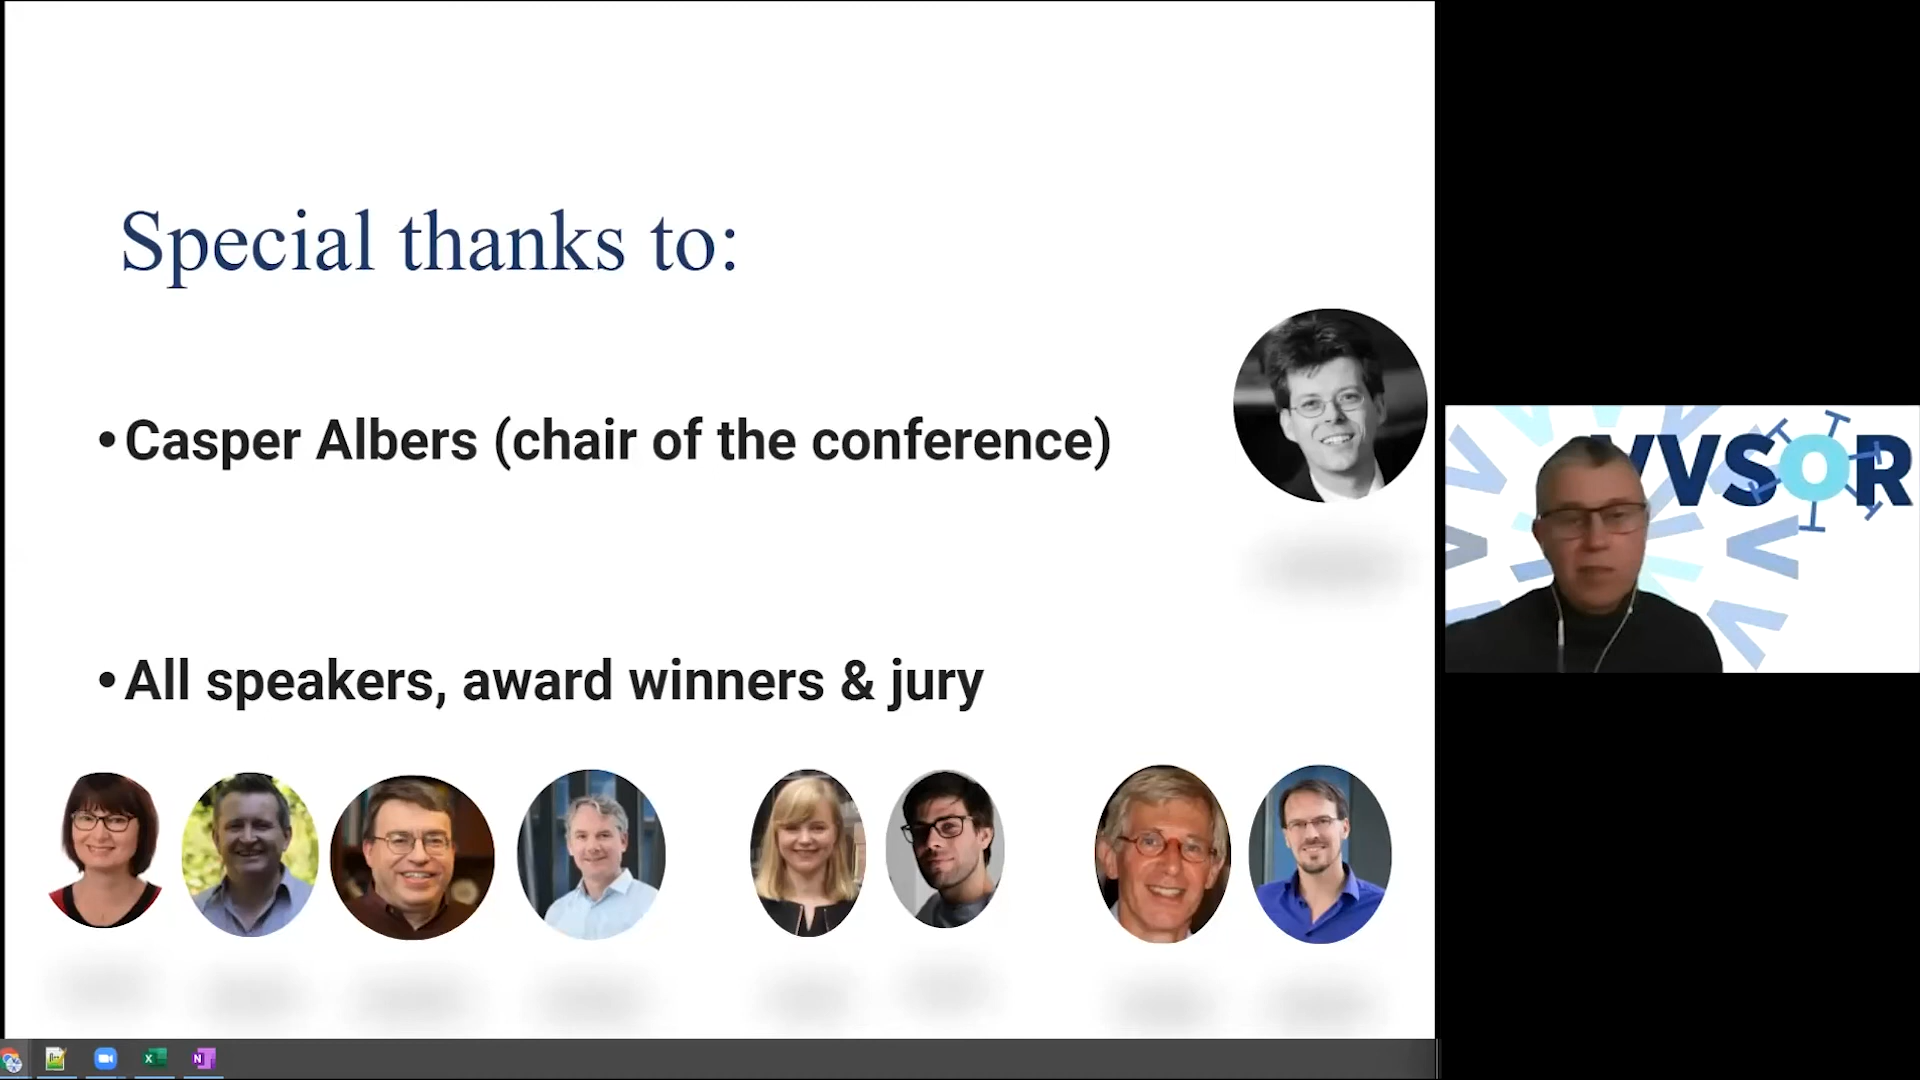 Special thanks to:
•Casper Albers (chair of the conference)
VVSOR
•All speakers, award winners & jury